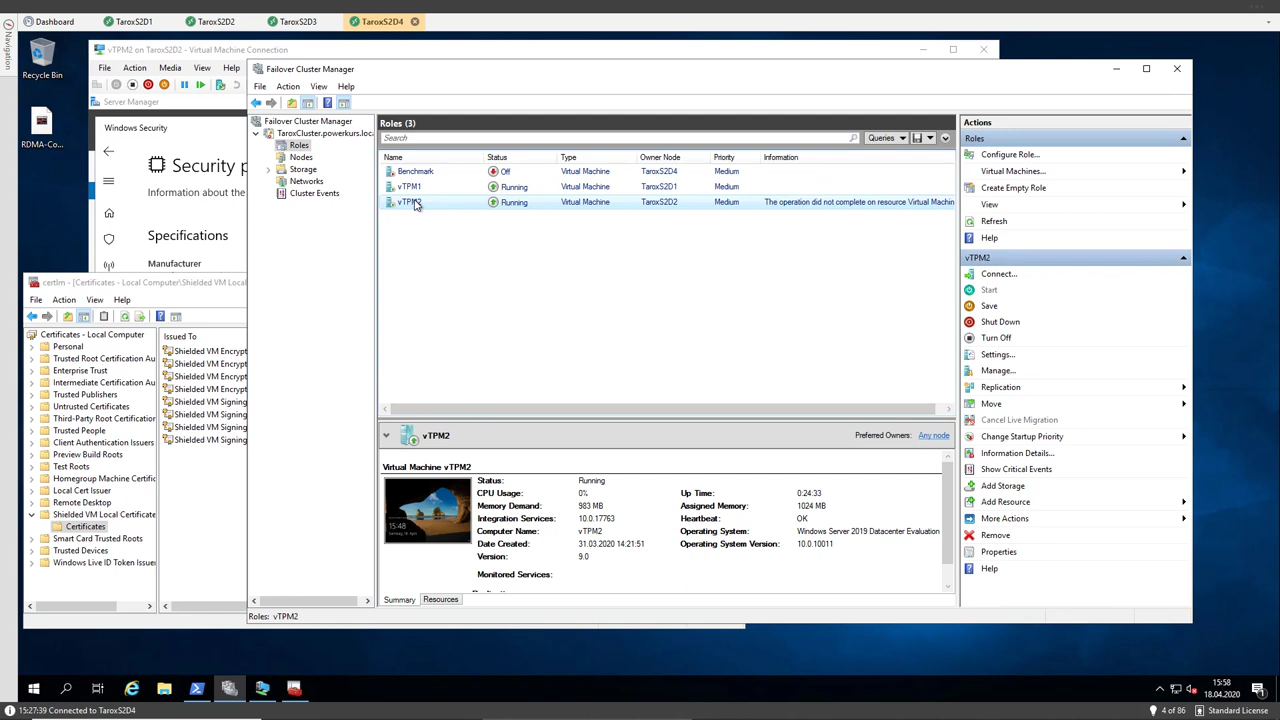 Dashboard
TaroxS2D1
TaroxS2D2
TaroxS2D3
TaroxS2D4
Navigation
Recycle Bin
RDMA-Co...
vTPM2 on TaroxS2D2 - Virtual Machine Connection
File Action Media View Help
Server Manager
Windows Security
Security p
Information about the
Specifications
Manufacturer
certlm - [Certificates - Local Computer\Shielded VM Local
File Action View Help
Certificates - Local Computer
Personal
Trusted Root Certification Au
Enterprise Trust
Intermediate Certification Au
Trusted Publishers
Untrusted Certificates
Third-Party Root Certification
Trusted People
Client Authentication Issuers
Preview Build Roots
Test Roots
Homegroup Machine Certific
Local Cert Issuer
Remote Desktop
Shielded VM Local Certificate
Certificates
Smart Card Trusted Roots
Trusted Devices
Windows Live ID Token Issuer
Issued To
Shielded VM Encrypt
Shielded VM Encrypt
Shielded VM Encrypt
Shielded VM Encrypt
Shielded VM Signing
Shielded VM Signing
Shielded VM Signing
Shielded VM Signing
Failover Cluster Manager
File Action View Help
Failover Cluster Manager
TaroxCluster.powerkurs.loca
Roles
Nodes
Storage
Networks
Cluster Events
Roles (3)
Search
Queries
Name Status Type Owner Node Priority Information
Benchmark Off Virtual Machine TaroxS2D4 Medium
vTPM1 Running Virtual Machine TaroxS2D1 Medium
vTPM2 Running Virtual Machine TaroxS2D2 Medium The operation did not complete on resource Virtual Machin
vTPM2
Preferred Owners: Any node
Virtual Machine vTPM2
15:48
Status: Running
CPU Usage: 0% Up Time: 0:24:33
Memory Demand: 983 MB Assigned Memory: 1024 MB
Integration Services: 10.0.17763 Heartbeat: OK
Computer Name: vTPM2 Operating System: Windows Server 2019 Datacenter Evaluation
Date Created: 31.03.2020 14:21:51 Operating System Version: 10.0.10011
Version: 9.0
Monitored Services:
Summary Resources
Roles: vTPM2
Actions
Roles
Configure Role...
Virtual Machines...
Create Empty Role
View
Refresh
Help
vTPM2
Connect...
Start
Save
Shut Down
Turn Off
Settings...
Manage...
Replication
Move
Cancel Live Migration
Change Startup Priority
Information Details...
Show Critical Events
Add Storage
Add Resource
More Actions
Remove
Properties
Help
15:58
18.04.2020
15:27:39 Connected to TaroxS2D4
4 of 86
Standard License